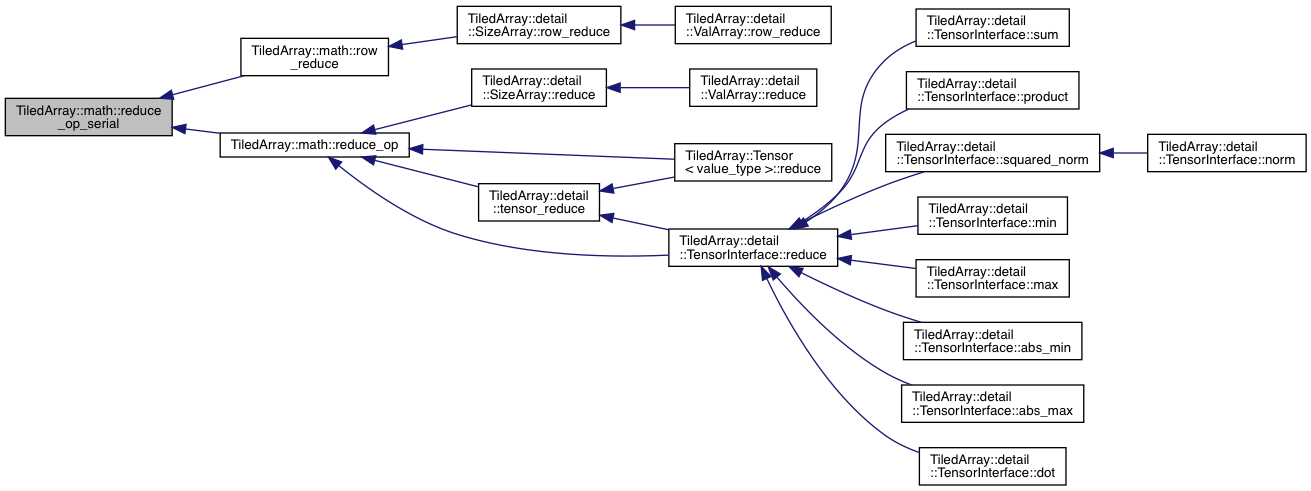 TiledArray::math::reduce
_op_serial
TiledArray::math::row
_reduce
TiledArray::detail
::SizeArray::row_reduce
TiledArray::detail
::ValArray::row_reduce
TiledArray::math::reduce_op
TiledArray::detail
::SizeArray::reduce
TiledArray::detail
::ValArray::reduce
TiledArray::Tensor
< value_type >::reduce
TiledArray::detail
::tensor_reduce
TiledArray::detail
::TensorInterface::reduce
TiledArray::detail
::TensorInterface::sum
TiledArray::detail
::TensorInterface::product
TiledArray::detail
::TensorInterface::squared_norm
TiledArray::detail
::TensorInterface::norm
TiledArray::detail
::TensorInterface::min
TiledArray::detail
::TensorInterface::max
TiledArray::detail
::TensorInterface::abs_min
TiledArray::detail
::TensorInterface::abs_max
TiledArray::detail
::TensorInterface::dot